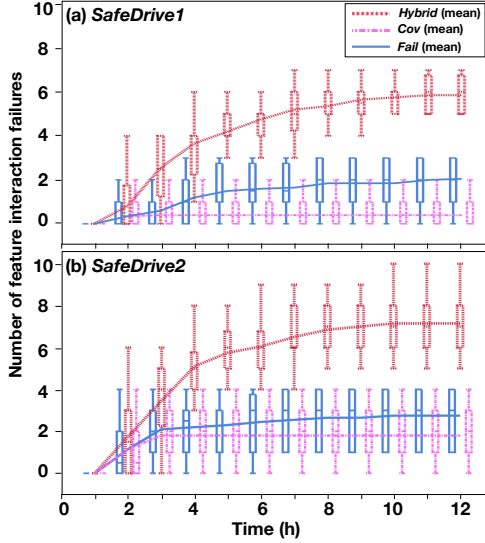 (a) SafeDrive1
Hybrid (mean)
Cov (mean)
Fail (mean)
10
8
6
4
2
0
Number of feature interaction failures
(b) SafeDrive2
10
8
6
4
2
0
0 2 4 6 8 10 12
Time (h)